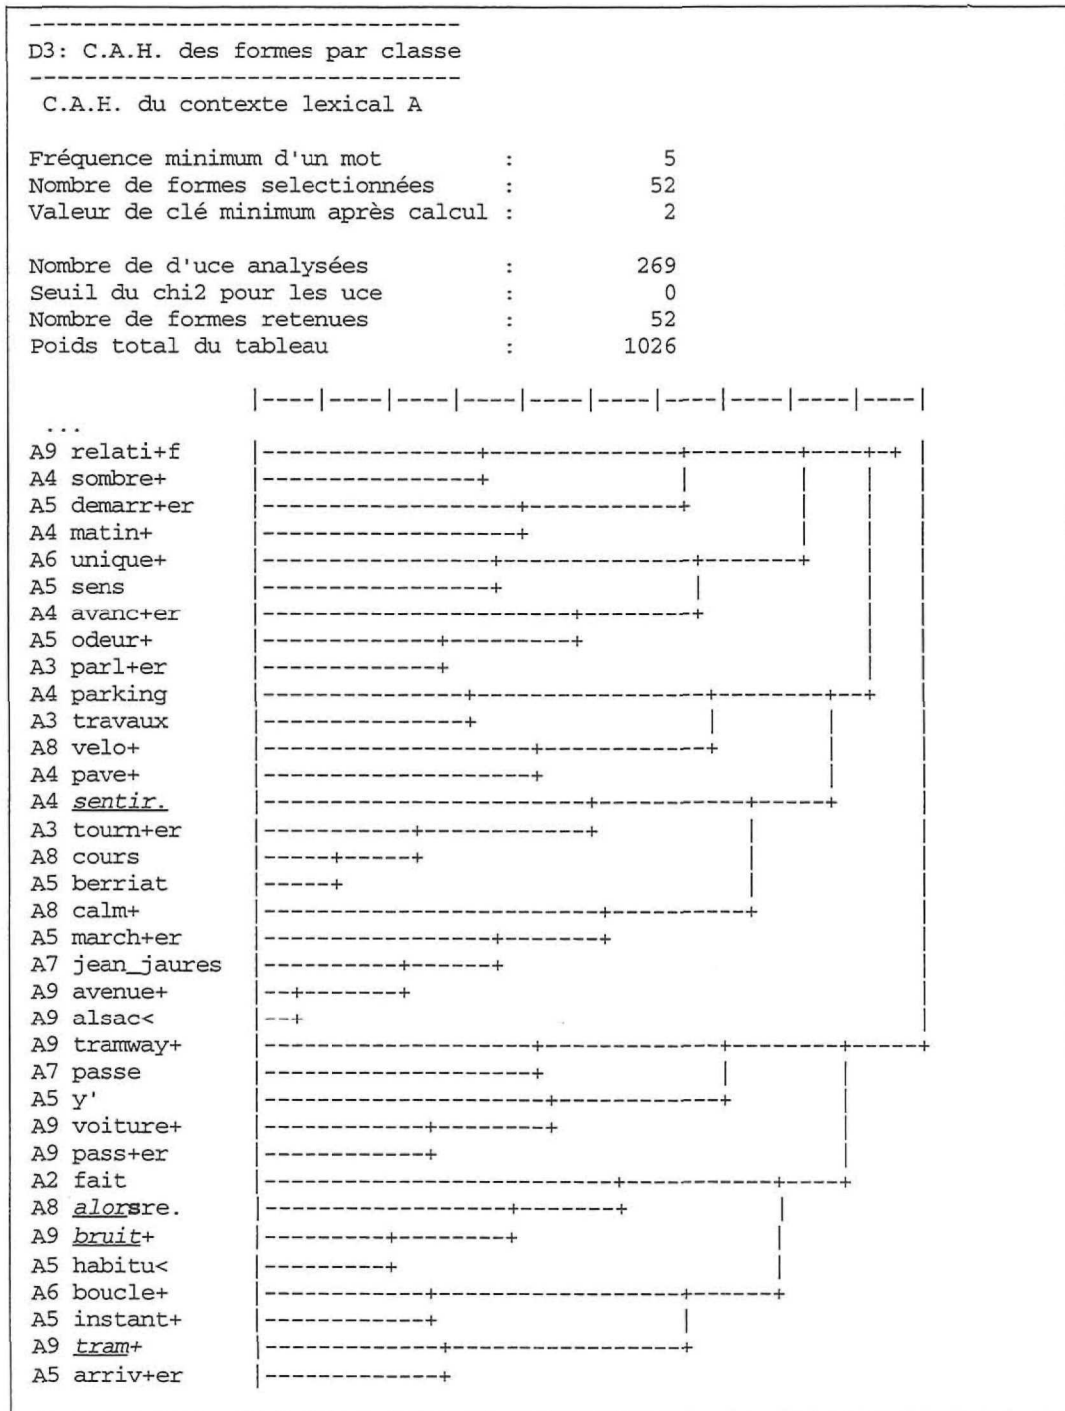 --------------------------------
D3: C.A.H. des formes par classe
--------------------------------
C.A.H. du contexte lexical A
Fréquence minimum d'un mot : 5
Nombre de formes selectionnées : 52
Valeur de clé minimum après calcul : 2
Nombre de d'uce analysées : 269
Seuil du chi2 pour les uce : 0
Nombre de formes retenues : 52
Poids total du tableau : 1026
|----|----|----|----|----|----|----|----|----|----|
...
A9 relati+f |----------------+--------------+---------+----+-+ |
A4 sombre+ |----------------+ | | | |
A5 demarr+er |-------------------+-----------+ | | |
A4 matin+ |-------------------+ | | |
A6 unique+ |-----------------+--------------+-------+ | |
A5 sens |-----------------+ | | |
A4 avanc+er |-----------------------+--------+ | |
A5 odeur+ |-------------+---------+ | |
A3 parl+er |-------------+ | |
A4 parking |---------------+-----------------+--------+--+ |
A3 travaux |---------------+ | | |
A8 velo+ |--------------------+------------+ | |
A4 pave+ |--------------------+ | |
A4 sentir. |------------------------+-----------+-----+ |
A3 tourn+er |-----------+------------+ | |
A8 cours |-----+-----+ | |
A5 berriat |-----+ | |
A8 calm+ |-------------------------+----------+ |
A5 march+er |-----------------+-------+ |
A7 jean_jaures |----------+------+ |
A9 avenue+ |--+-------+ |
A9 alsac< |--+ |
A9 tramway+ |--------------------+-------------+--------+-----+
A7 passe |--------------------+ | |
A5 y' |---------------------+------------+ |
A9 voiture+ |------------+--------+ |
A9 pass+er |------------+ |
A2 fait |--------------------------+-----------+----+
A8 alorsre. |------------------+-------+ |
A9 bruit+ |---------+--------+ |
A5 habitu< |---------+ |
A6 boucle+ |------------+------------------+------+
A5 instant+ |------------+ |
A9 tram+ |-------------+-----------------+
A5 arriv+er |-------------+